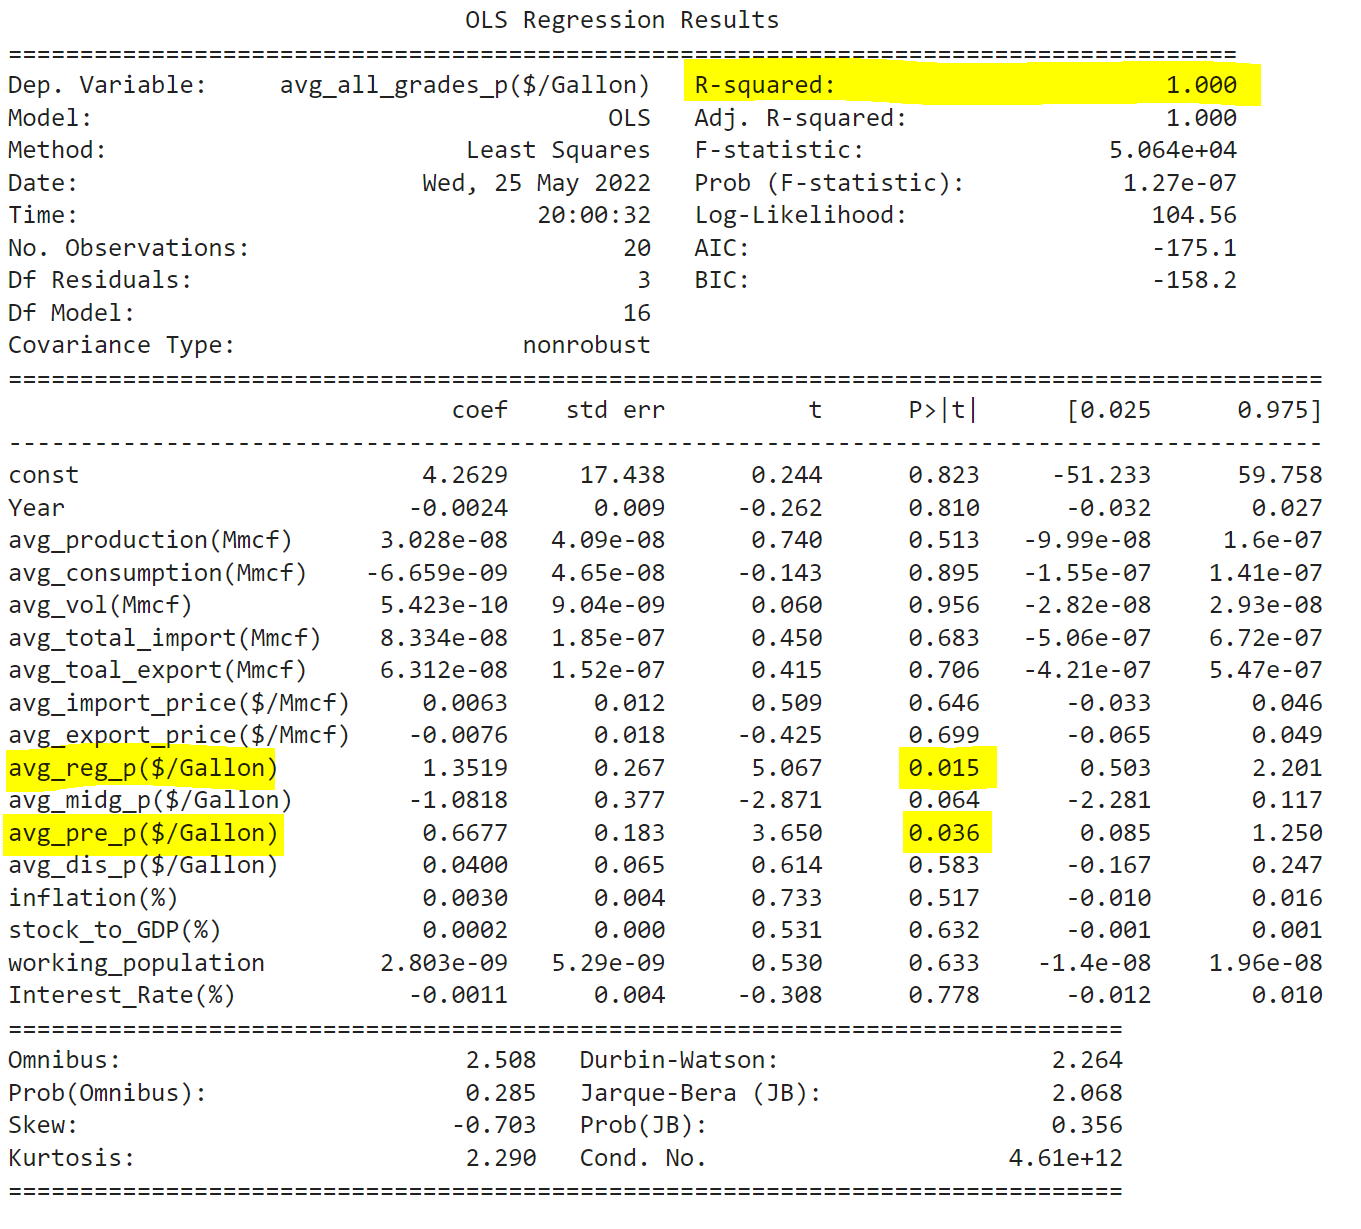 OLS Regression Results
==============================================================================
Dep. Variable: avg_all_grades_p($/Gallon) R-squared: 1.000
Model: OLS Adj. R-squared: 1.000
Method: Least Squares F-statistic: 5.064e+04
Date: Wed, 25 May 2022 Prob (F-statistic): 1.27e-07
Time: 20:00:32 Log-Likelihood: 104.56
No. Observations: 20 AIC: -175.1
Df Residuals: 3 BIC: -158.2
Df Model: 16
Covariance Type: nonrobust
==============================================================================
coef std err t P>|t| [0.025 0.975]
------------------------------------------------------------------------------
const 4.2629 17.438 0.244 0.823 -51.233 59.758
Year -0.0024 0.009 -0.262 0.810 -0.032 0.027
avg_production(Mmcf) 3.028e-08 4.09e-08 0.740 0.513 -9.99e-08 1.6e-07
avg_consumption(Mmcf) -6.659e-09 4.65e-08 -0.143 0.895 -1.55e-07 1.41e-07
avg_vol(Mmcf) 5.423e-10 9.04e-09 0.060 0.956 -2.82e-08 2.93e-08
avg_total_import(Mmcf) 8.334e-08 1.85e-07 0.450 0.683 -5.06e-07 6.72e-07
avg_toal_export(Mmcf) 6.312e-08 1.52e-07 0.415 0.706 -4.21e-07 5.47e-07
avg_import_price($/Mmcf) 0.0063 0.012 0.509 0.646 -0.033 0.046
avg_export_price($/Mmcf) -0.0076 0.018 -0.425 0.699 -0.065 0.049
avg_reg_p($/Gallon) 1.3519 0.267 5.067 0.015 0.503 2.201
avg_midg_p($/Gallon) -1.0818 0.377 -2.871 0.064 -2.281 0.117
avg_pre_p($/Gallon) 0.6677 0.183 3.650 0.036 0.085 1.250
avg_dis_p($/Gallon) 0.0400 0.065 0.614 0.583 -0.167 0.247
inflation(%) 0.0030 0.004 0.733 0.517 -0.010 0.016
stock_to_GDP(%) 0.0002 0.000 0.531 0.632 -0.001 0.001
working_population 2.803e-09 5.29e-09 0.530 0.633 -1.4e-08 1.96e-08
Interest_Rate(%) -0.0011 0.004 -0.308 0.778 -0.012 0.010
==============================================================================
Omnibus: 2.508 Durbin-Watson: 2.264
Prob(Omnibus): 0.285 Jarque-Bera (JB): 2.068
Skew: -0.703 Prob(JB): 0.356
Kurtosis: 2.290 Cond. No. 4.61e+12
==============================================================================